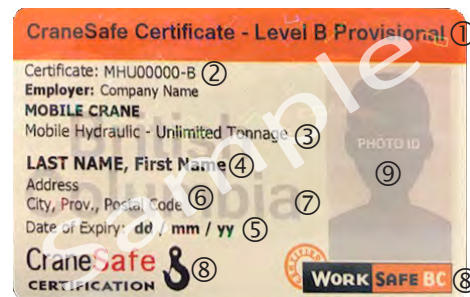 CraneSafe Certificate - Level B Provisional ①
Certificate: MHU00000-B ②
Employer: Company Name
MOBILE CRANE
Mobile Hydraulic - Unlimited Tonnage ③
LAST NAME, First Name ④
Address
City, Prov., Postal Code ⑥
Date of Expiry: dd / mm / yy ⑤
British
Columbia ⑦
Sample
PHOTO ID
⑨
CraneSafe
CERTIFICATION ⑧
CERTIFIED
WORK SAFE BC ⑧